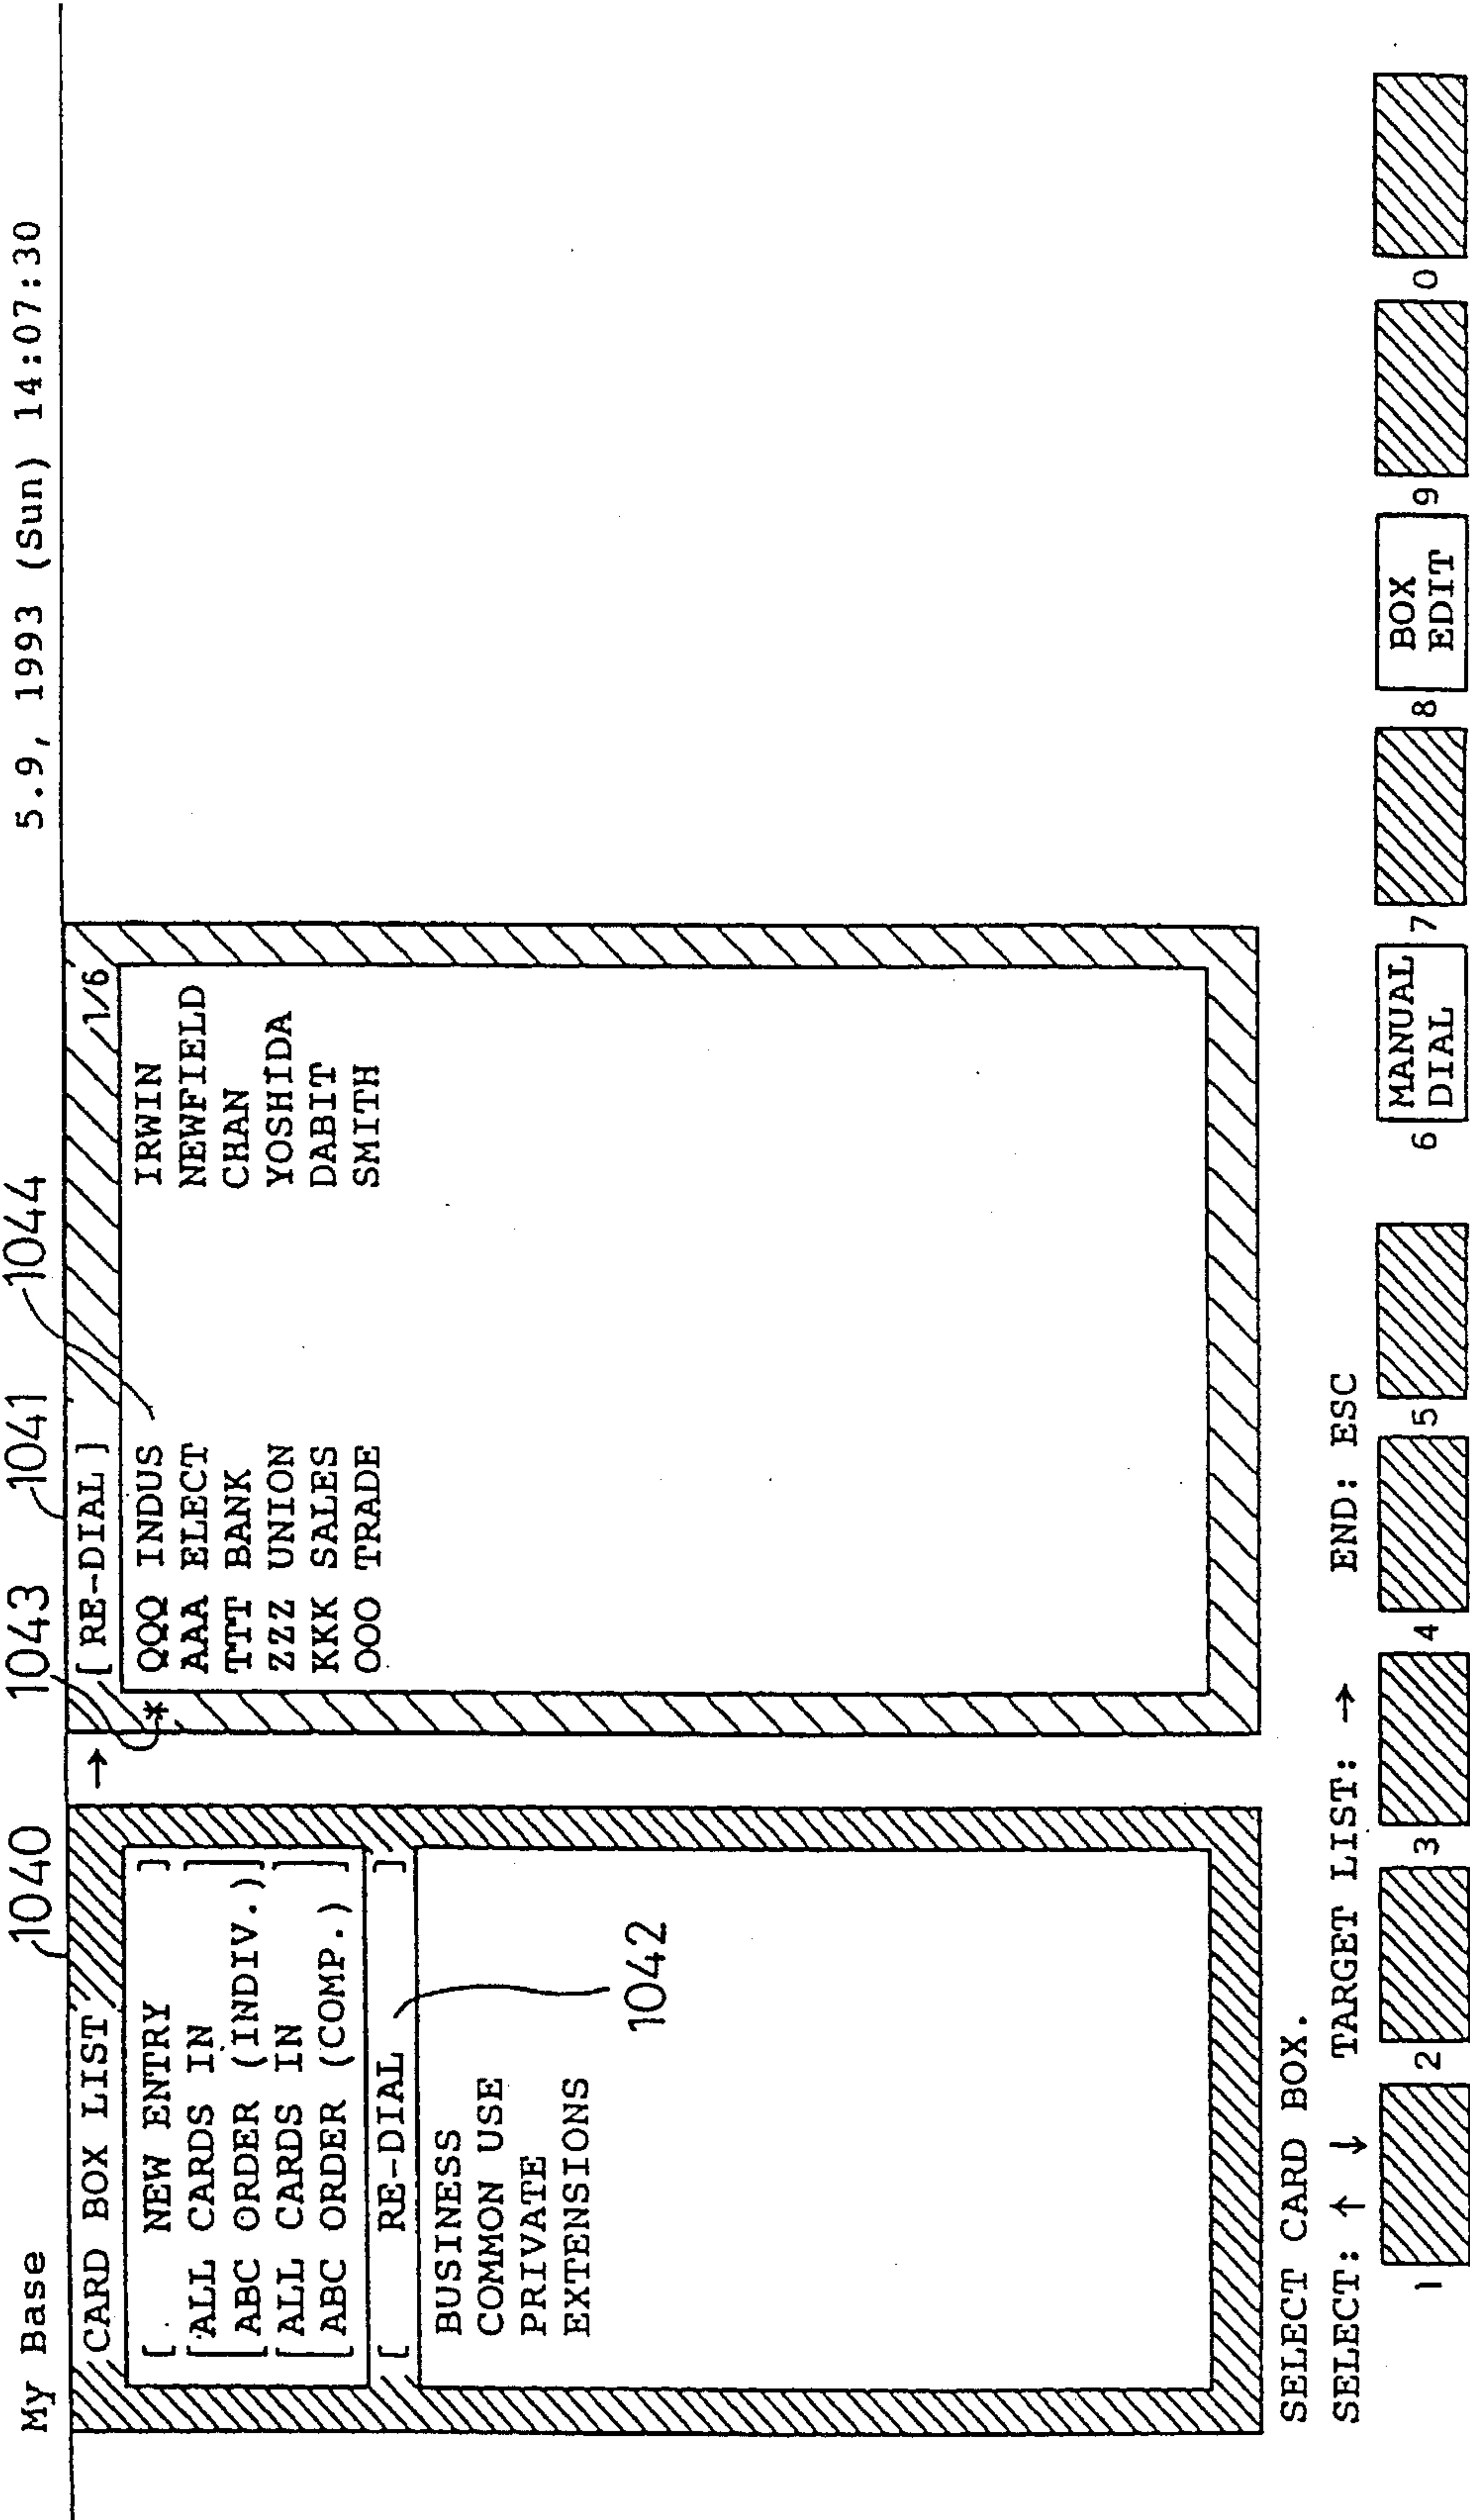 My Base 5.9, 1993 (Sun) 14:07:30
1040 1043 1041 1044
CARD BOX LIST
[ NEW ENTRY ]
[ALL CARDS IN ]
[ABC ORDER (INDIV.)]
[ALL CARDS IN ]
[ABC ORDER (COMP.) ]
[ RE-DIAL ]
BUSINESS
COMMON USE
PRIVATE
EXTENSIONS
1042
→
[ RE-DIAL ] 1/6
* QQQ INDUS IRWIN
AAA ELECT NEWFIELD
TTT BANK CHAN
ZZZ UNION YOSHIDA
KKK SALES DABIT
OOO TRADE SMITH
SELECT CARD BOX.
SELECT: ↑ ↓ TARGET LIST: → END: ESC
1 2 3 4 5 6 MANUAL DIAL 7 8 BOX EDIT 9 0